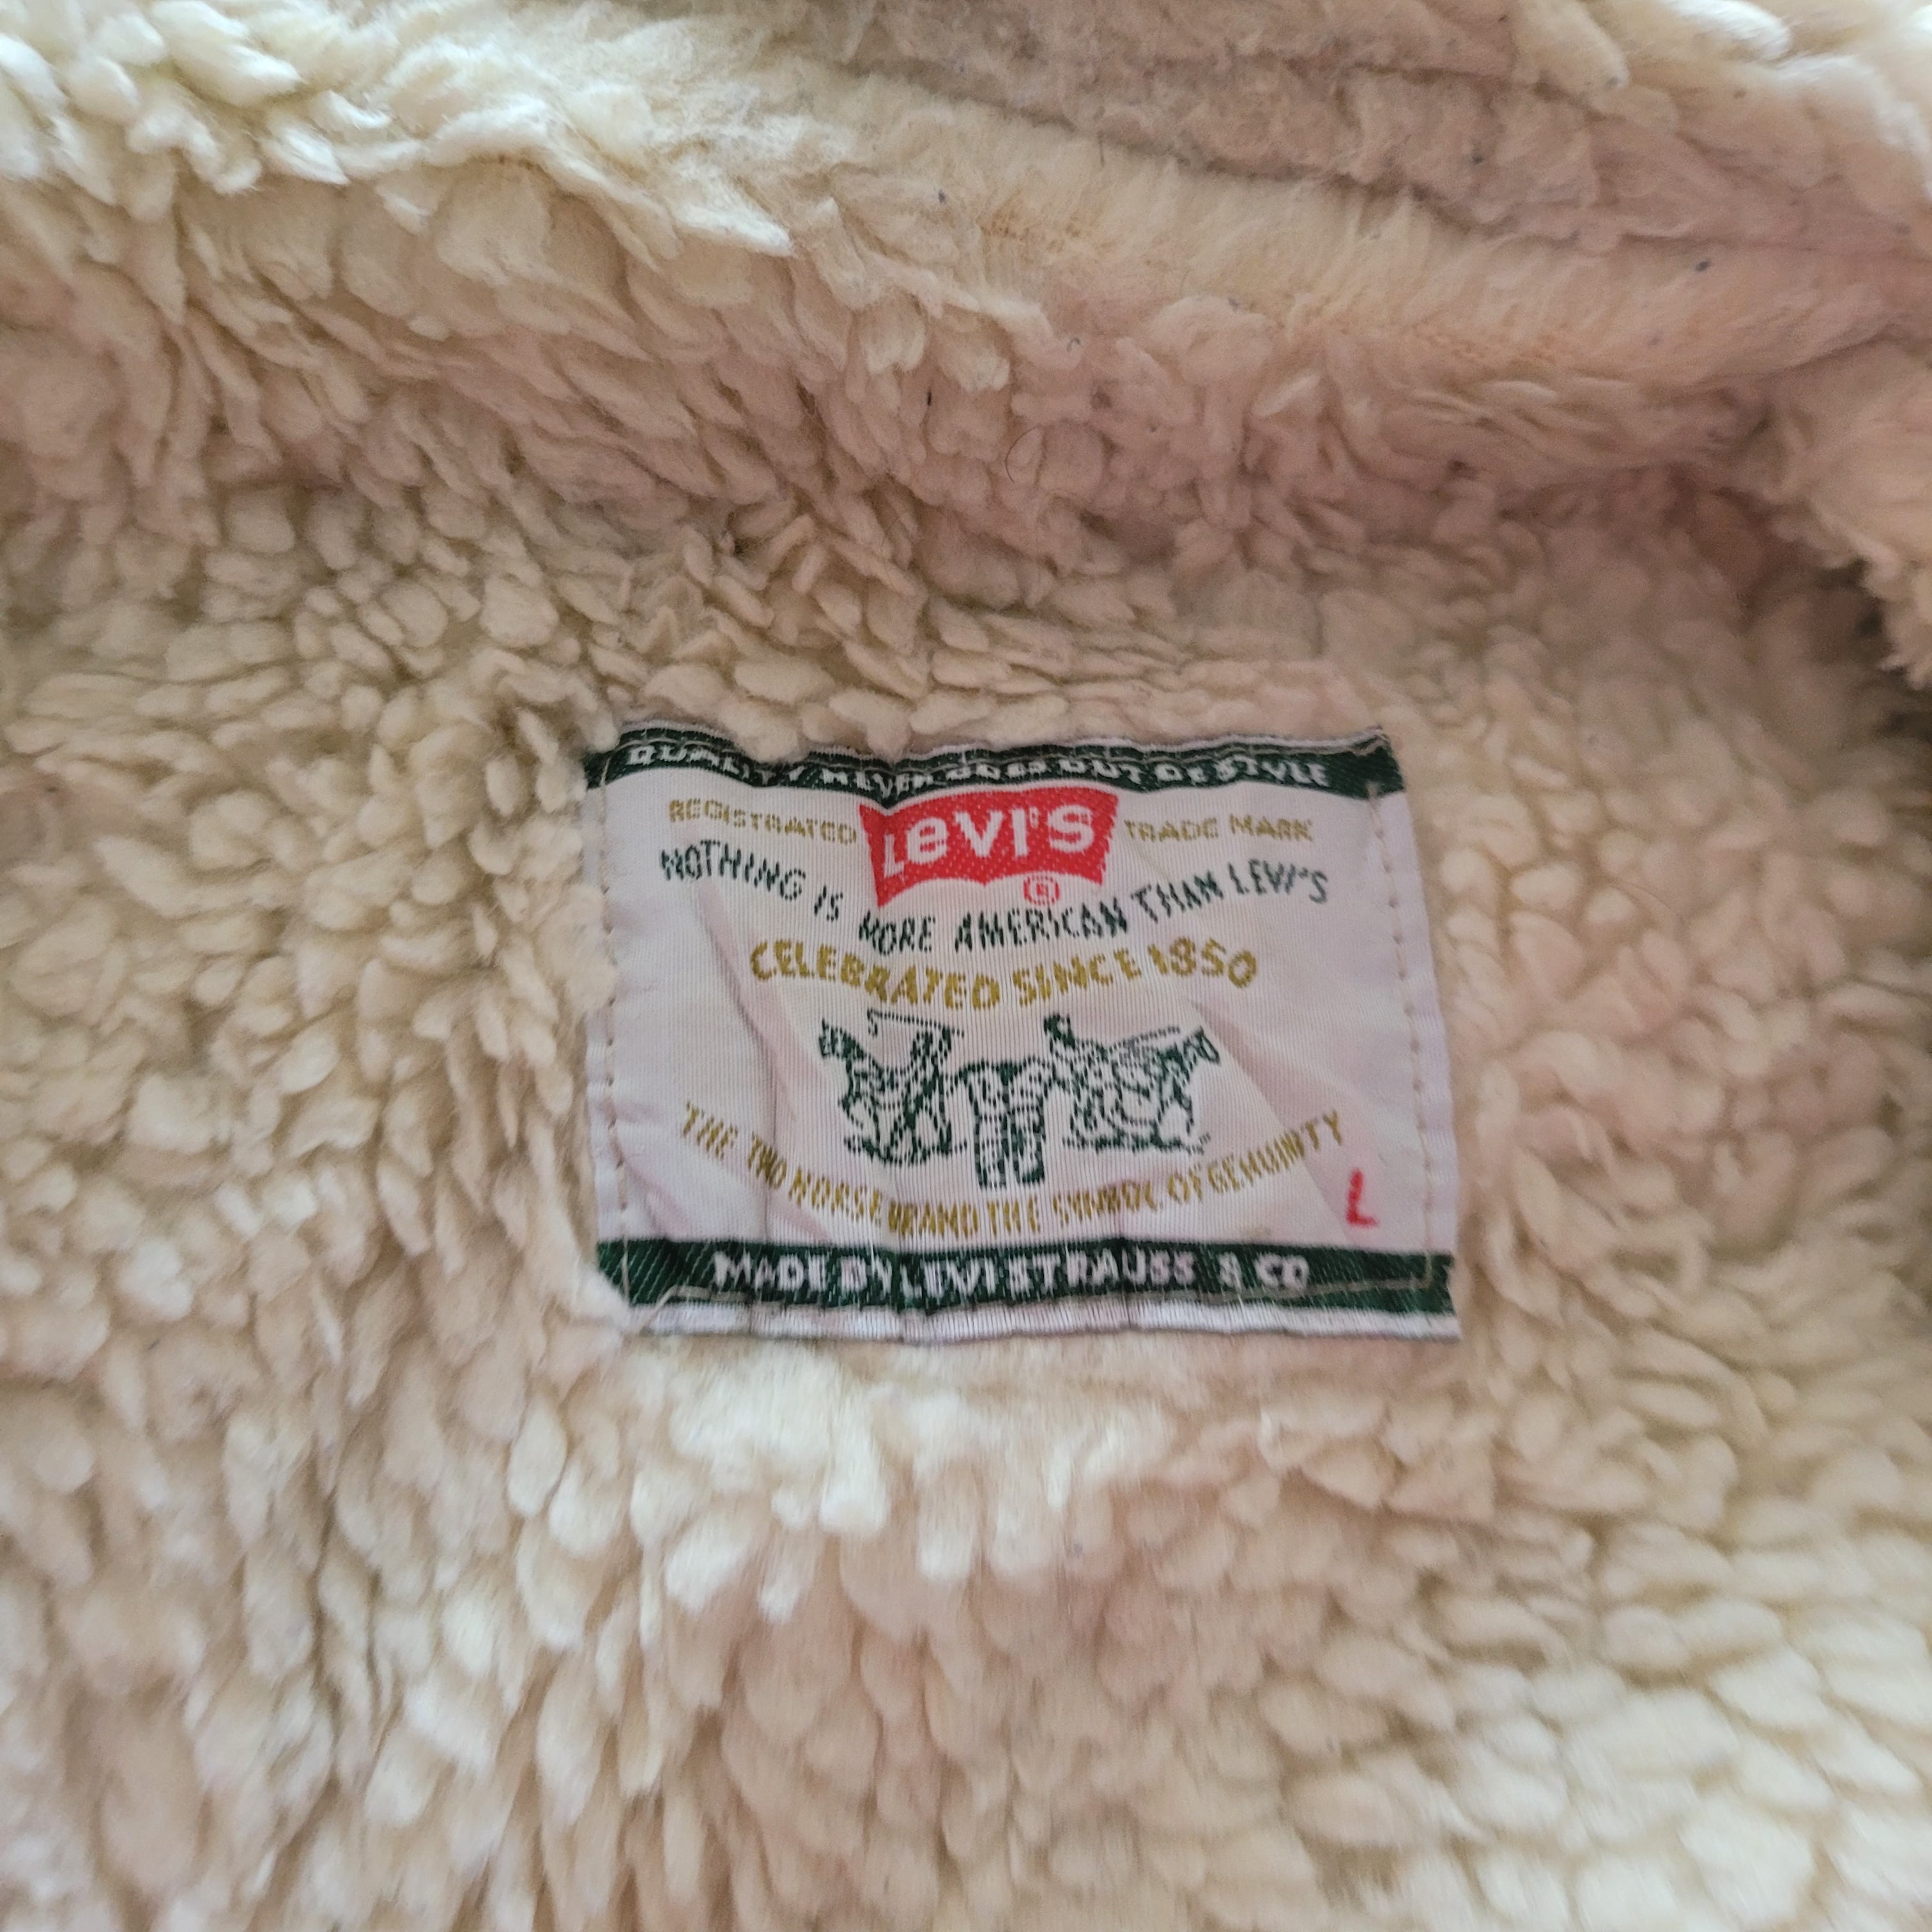 QUALITY NEVER GOES OUT OF STYLE
REGISTRATED LEVI'S TRADE MARK
®
NOTHING IS MORE AMERICAN THAN LEVI'S
CELEBRATED SINCE 1850
THE TWO HORSE BRAND THE SYMBOL OF GENUINITY
L
MADE BY LEVI STRAUSS & CO